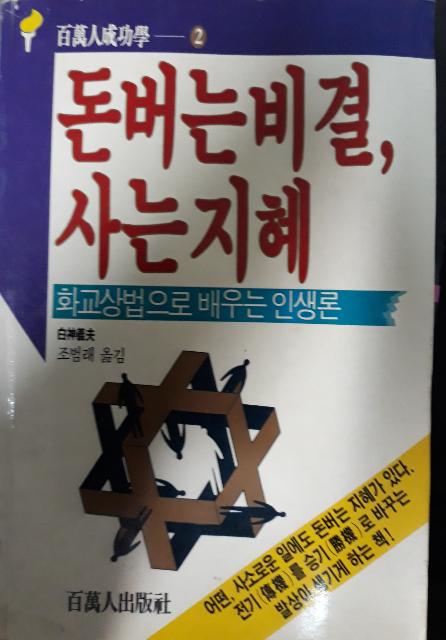 百萬人成功學 — 2
돈버는비결,
사는지혜
화교상법으로 배우는 인생론
白神義夫
조범래 옮김
어떤, 사소로운 일에도 돈버는 지혜가 있다.
전기(傳機)를 승기(勝機)로 바꾸는
발상이 생기게 하는 책!
百萬人出版社